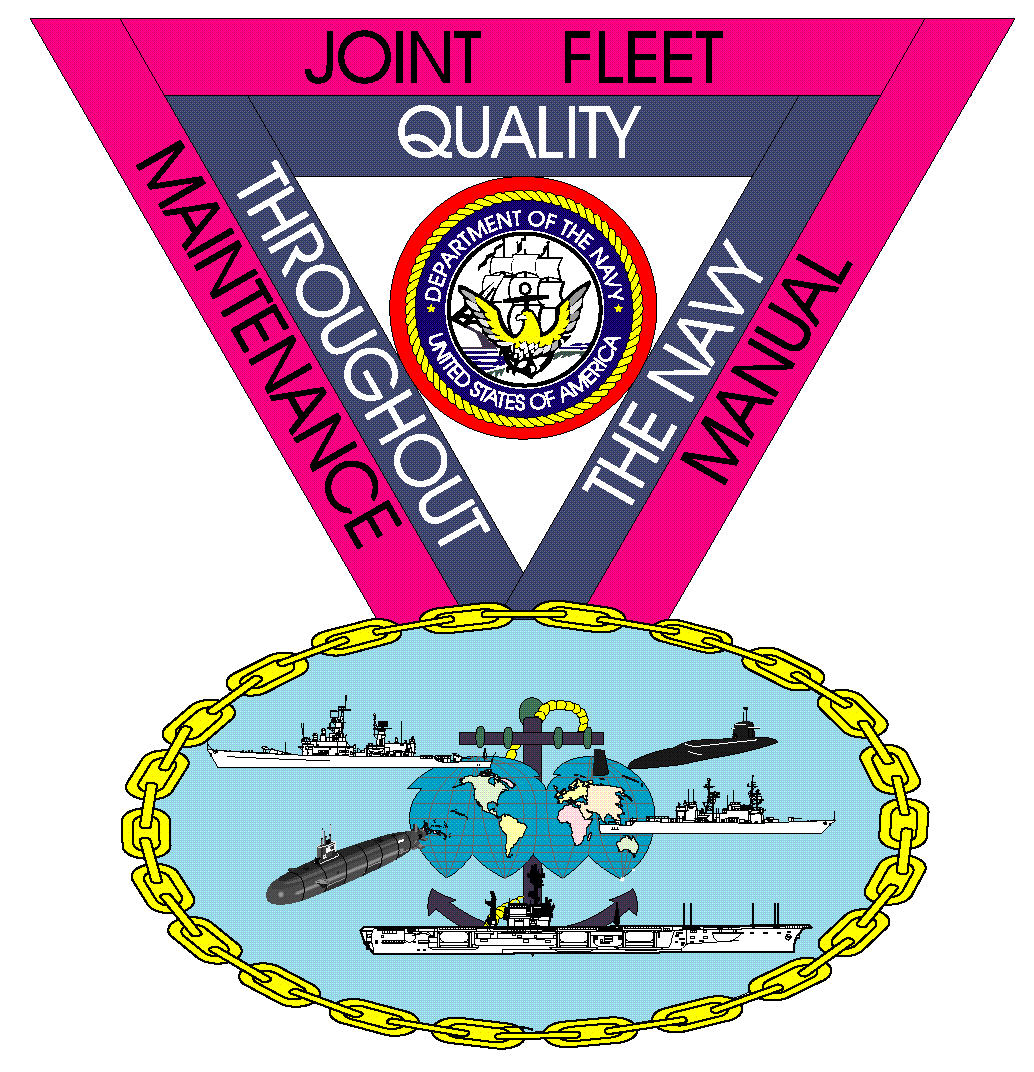 JOINT FLEET
MAINTENANCE
MANUAL
QUALITY
THROUGHOUT
THE NAVY
DEPARTMENT OF THE NAVY
UNITED STATES OF AMERICA